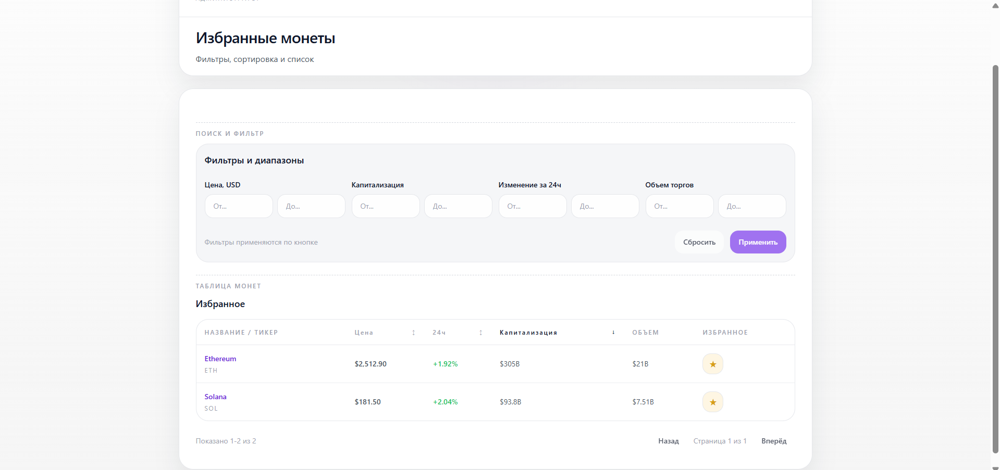 Избранные монеты
Фильтры, сортировка и список
ПОИСК И ФИЛЬТР
Фильтры и диапазоны
Цена, USD Капитализация Изменение за 24ч Объем торгов
От... До... От... До... От... До... От... До...
Фильтры применяются по кнопке Сбросить Применить
ТАБЛИЦА МОНЕТ
Избранное
НАЗВАНИЕ / ТИКЕР Цена ↕ 24ч ↕ Капитализация ↓ ОБЪЕМ ИЗБРАННОЕ
Ethereum
ETH $2,512.90 +1.92% $305B $21B ★
Solana
SOL $181.50 +2.04% $93.8B $7.51B ★
Показано 1-2 из 2 Назад Страница 1 из 1 Вперёд